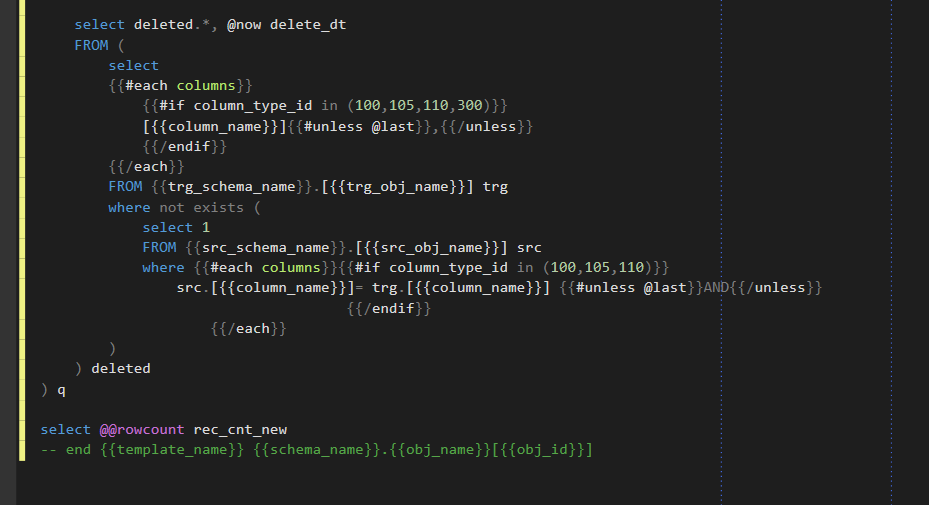 select deleted.*, @now delete_dt
FROM (
select
{{#each columns}}
{{#if column_type_id in (100,105,110,300)}}
[{{column_name}}]{{#unless @last}},{{/unless}}
{{/endif}}
{{/each}}
FROM {{trg_schema_name}}.[{{trg_obj_name}}] trg
where not exists (
select 1
FROM {{src_schema_name}}.[{{src_obj_name}}] src
where {{#each columns}}{{#if column_type_id in (100,105,110)}}
src.[{{column_name}}]= trg.[{{column_name}}] {{#unless @last}}AND{{/unless}}
{{/endif}}
{{/each}}
)
) deleted
) q
select @@rowcount rec_cnt_new
-- end {{template_name}} {{schema_name}}.{{obj_name}}[{{obj_id}}]